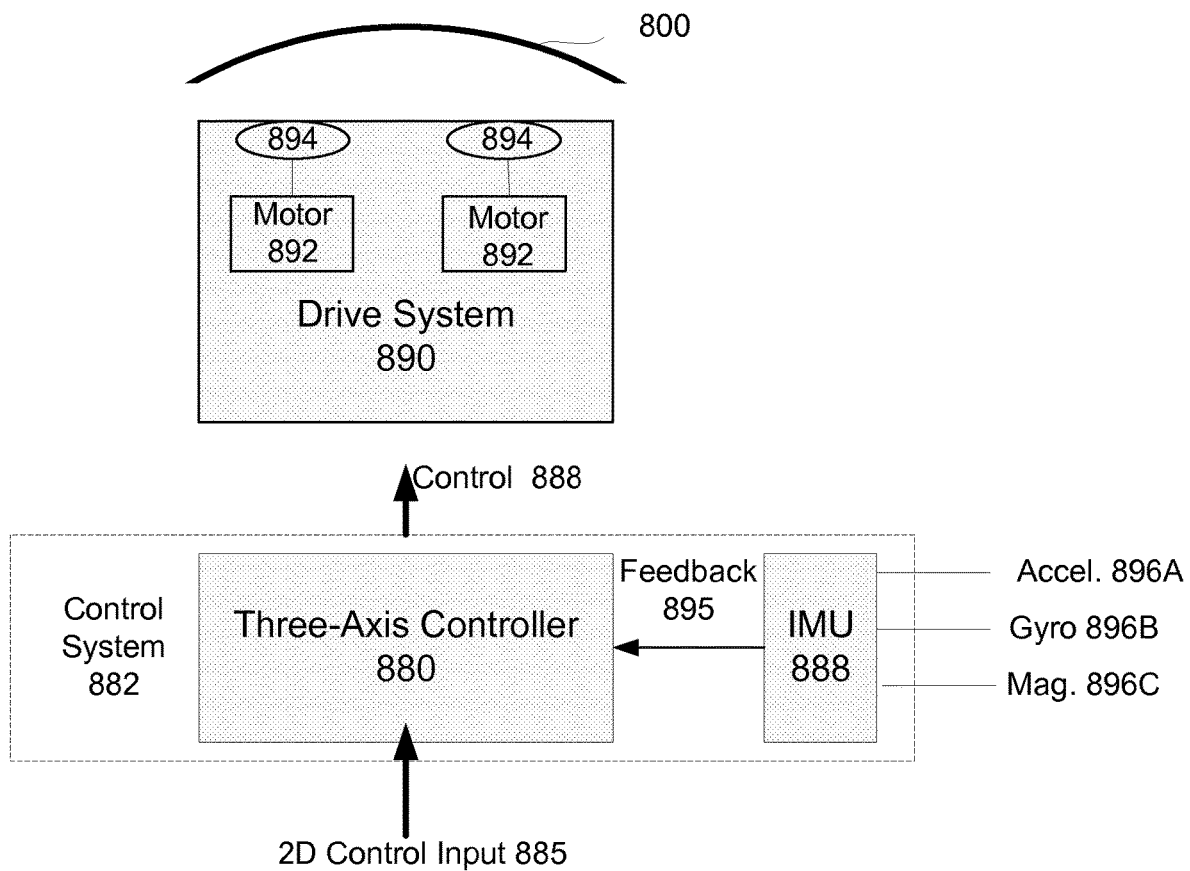 800
894
894
Motor
892
Motor
892
Drive System
890
Control 888
Control
System
882
Three-Axis Controller
880
Feedback
895
IMU
888
Accel. 896A
Gyro 896B
Mag. 896C
2D Control Input 885